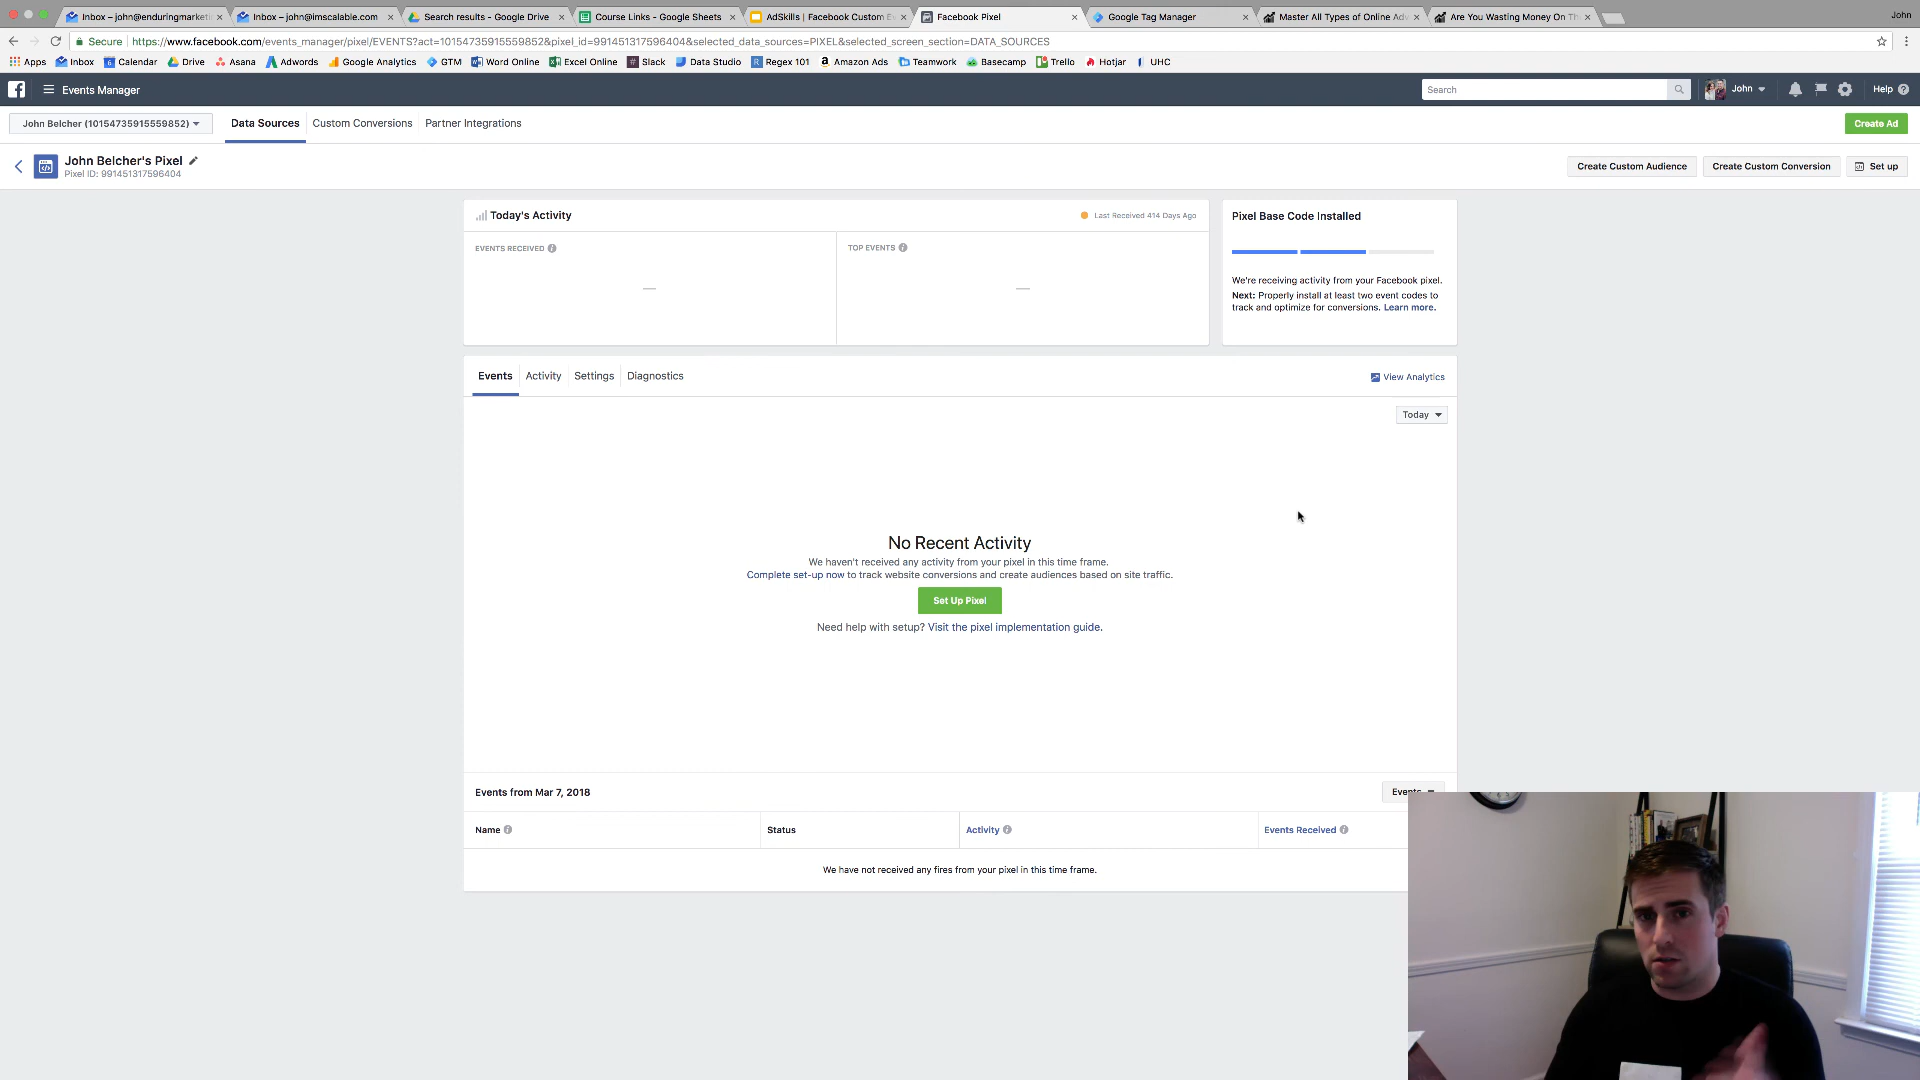 Inbox – john@enduringmarketi
Inbox – john@imscalable.com
Search results - Google Drive
Course Links - Google Sheets
AdSkills | Facebook Custom E
Facebook Pixel
Google Tag Manager
Master All Types of Online Adv
Are You Wasting Money On Th
John
Secure
https://www.facebook.com/events_manager/pixel/EVENTS?act=10154735915559852&pixel_id=991451317596404&selected_data_sources=PIXEL&selected_screen_section=DATA_SOURCES
Apps
Inbox
Calendar
Drive
Asana
Adwords
Google Analytics
GTM
Word Online
Excel Online
Slack
Data Studio
Regex 101
Amazon Ads
Teamwork
Basecamp
Trello
Hotjar
UHC
Events Manager
Search
John
Help
John Belcher (10154735915559852)
Data Sources
Custom Conversions
Partner Integrations
Create Ad
John Belcher's Pixel
Pixel ID: 991451317596404
Create Custom Audience
Create Custom Conversion
Set up
Today's Activity
Last Received 414 Days Ago
EVENTS RECEIVED
—
TOP EVENTS
—
Pixel Base Code Installed
We're receiving activity from your Facebook pixel.
Next: Properly install at least two event codes to
track and optimize for conversions. Learn more.
Events
Activity
Settings
Diagnostics
View Analytics
Today
No Recent Activity
We haven't received any activity from your pixel in this time frame.
Complete set-up now to track website conversions and create audiences based on site traffic.
Set Up Pixel
Need help with setup? Visit the pixel implementation guide.
Events from Mar 7, 2018
Events
Name
Status
Activity
Events Received
We have not received any fires from your pixel in this time frame.